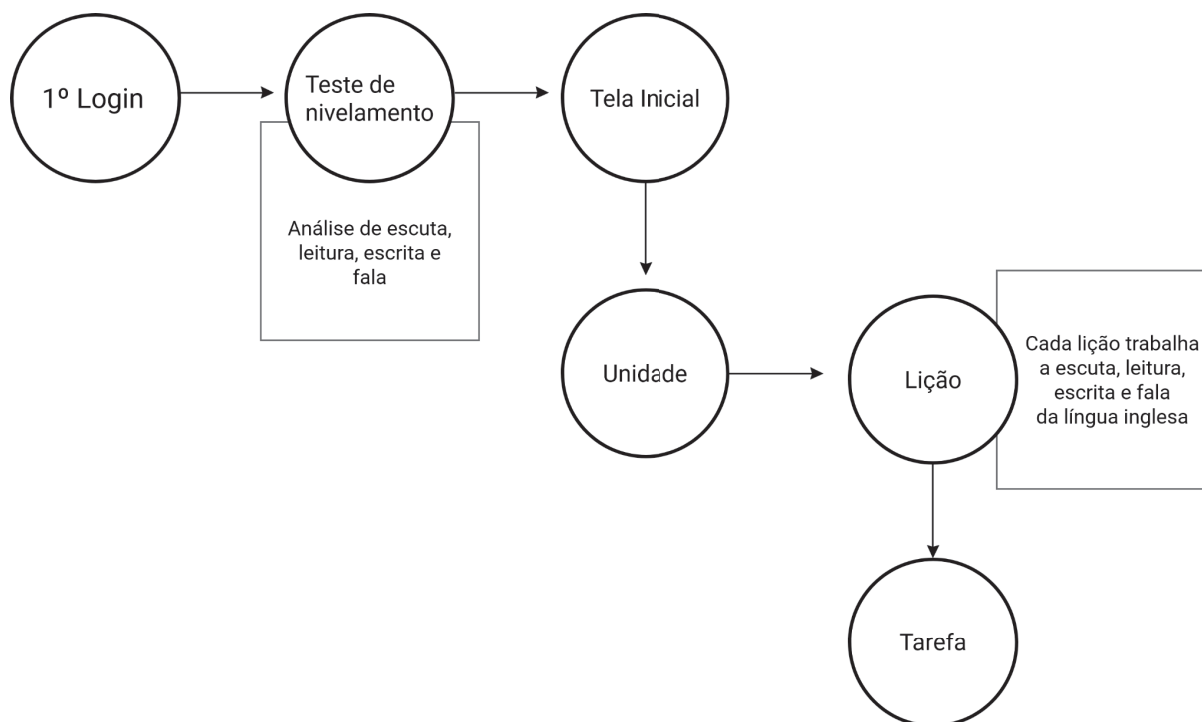 1º Login
Teste de
nivelamento
Tela Inicial
Análise de escuta,
leitura, escrita e
fala
Unidade
Lição
Cada lição trabalha
a escuta, leitura,
escrita e fala
da língua inglesa
Tarefa